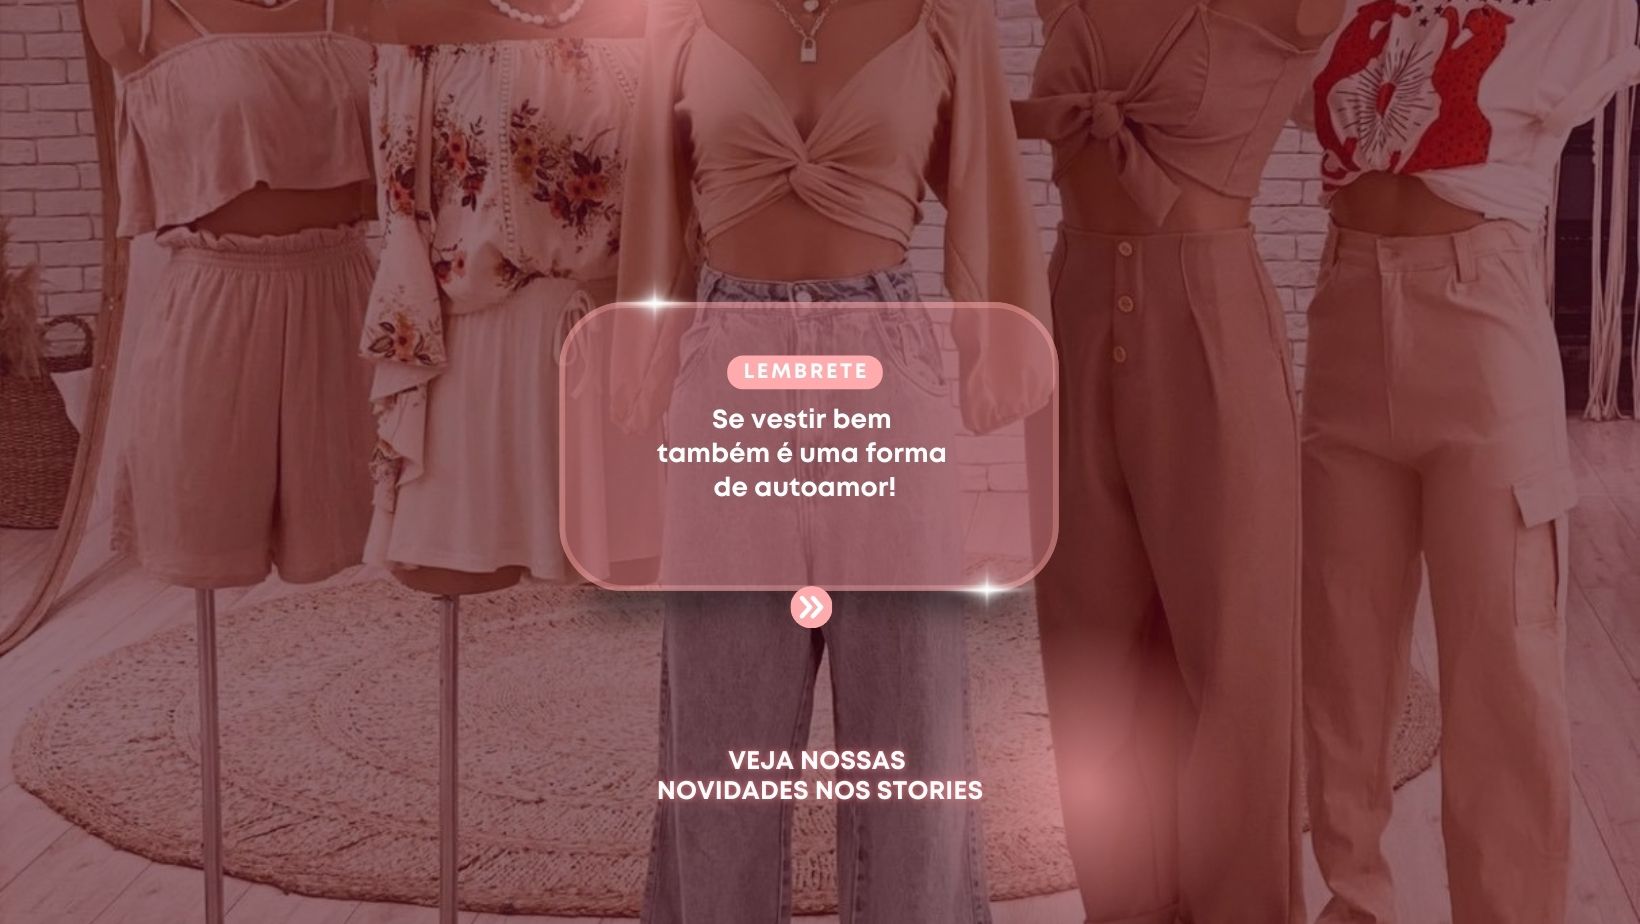 LEMBRETE
Se vestir bem
também é uma forma
de autoamor!
VEJA NOSSAS
NOVIDADES NOS STORIES